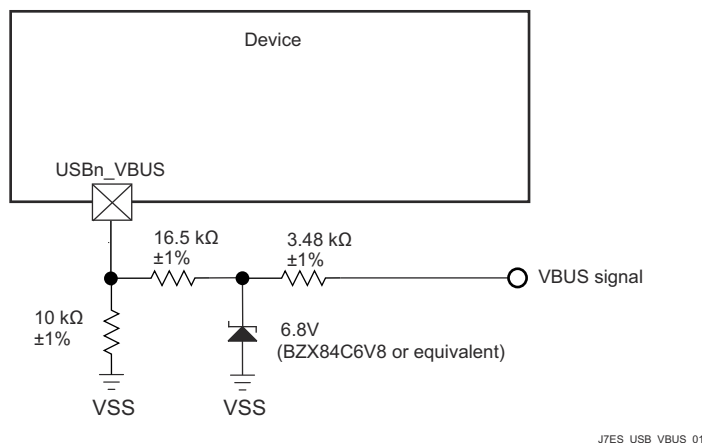 Device
USBn_VBUS
16.5 kΩ
±1%
3.48 kΩ
±1%
VBUS signal
10 kΩ
±1%
6.8V
(BZX84C6V8 or equivalent)
VSS
VSS
J7ES_USB_VBUS_01